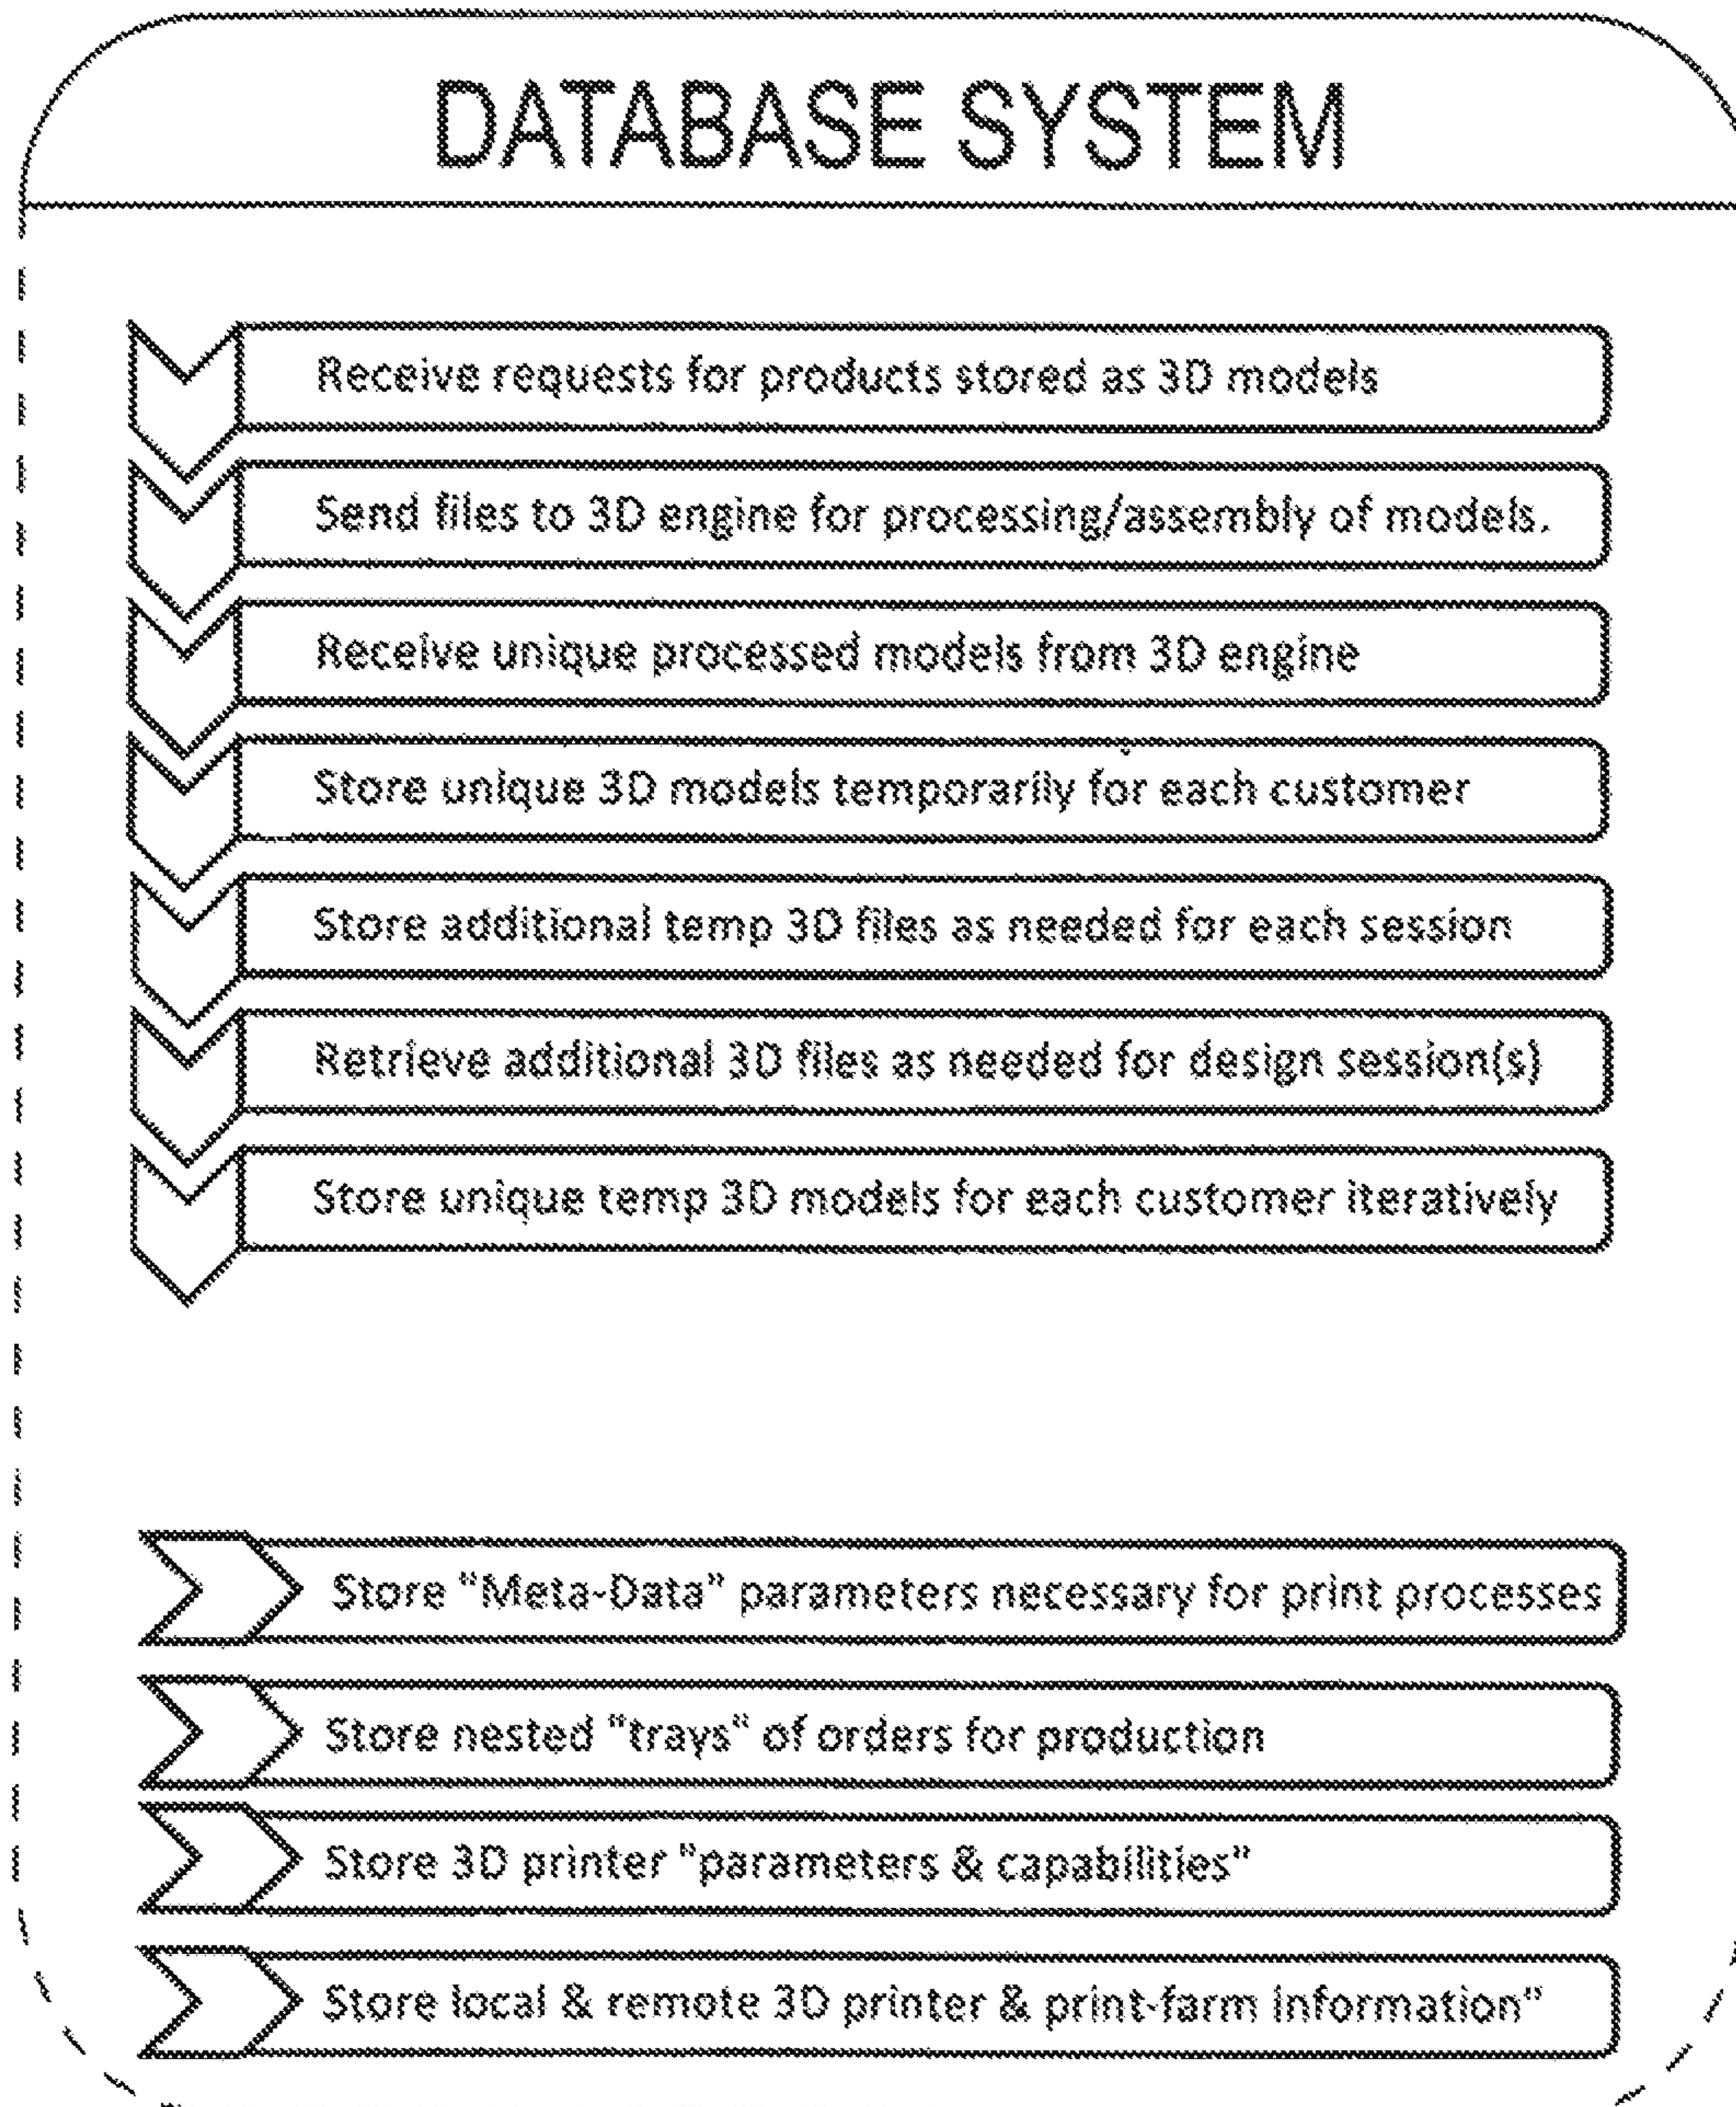 DATABASE SYSTEM
Receive requests for products stored as 3D models
Send files to 3D engine for processing/assembly of models.
Receive unique processed models from 3D engine
Store unique 3D models temporarily for each customer
Store additional temp 3D files as needed for each session
Retrieve additional 3D files as needed for design session(s)
Store unique temp 3D models for each customer iteratively
Store "Meta-Data" parameters necessary for print processes
Store nested "trays" of orders for production
Store 3D printer "parameters & capabilities"
Store local & remote 3D printer & print-farm information"